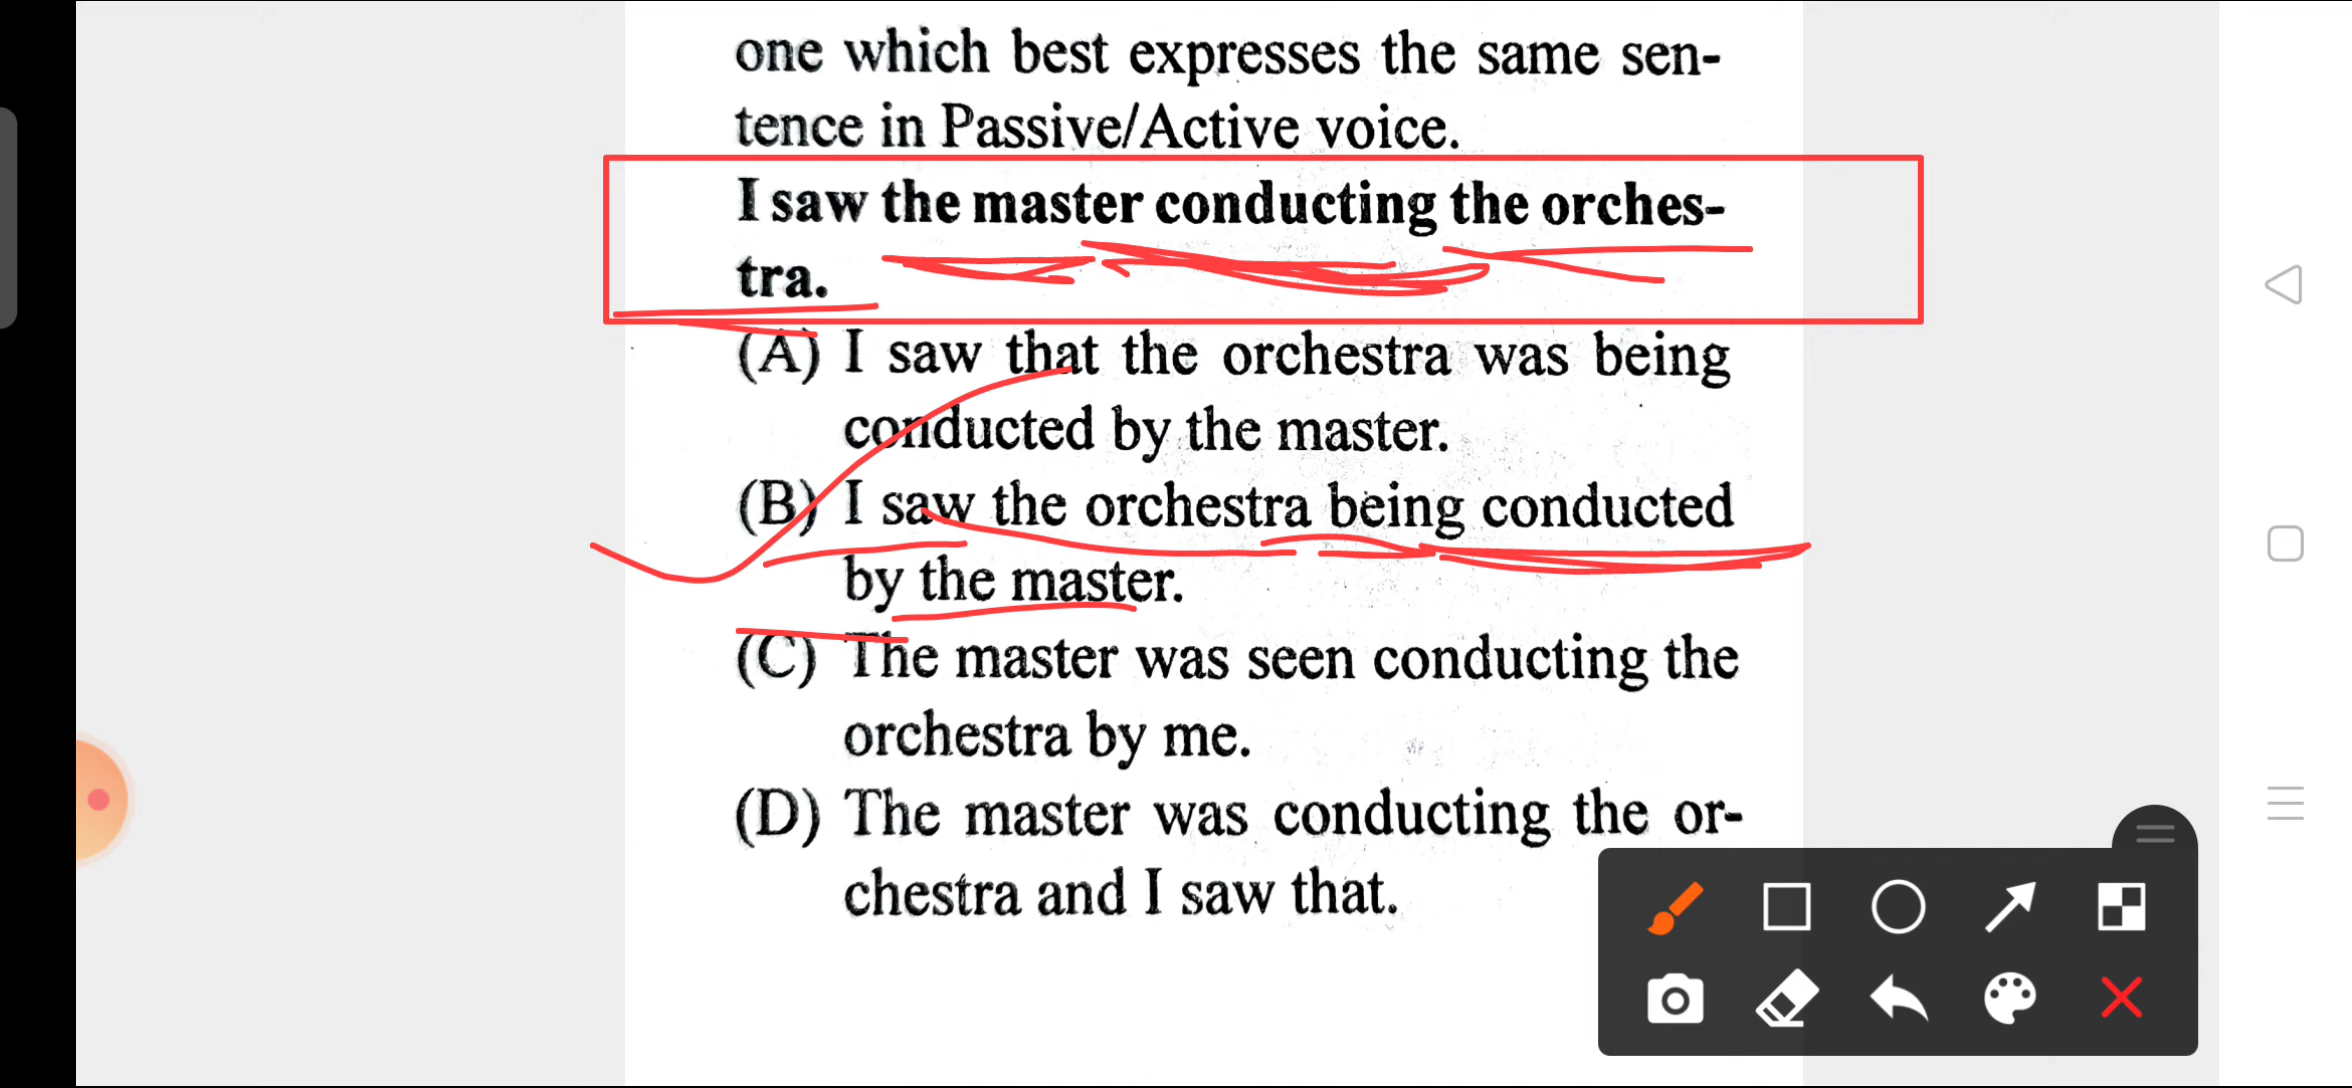 one which best expresses the same sen-
tence in Passive/Active voice.
I saw the master conducting the orches-
tra.
(A) I saw that the orchestra was being
conducted by the master.
(B) I saw the orchestra being conducted
by the master.
(C) The master was seen conducting the
orchestra by me.
(D) The master was conducting the or-
chestra and I saw that.